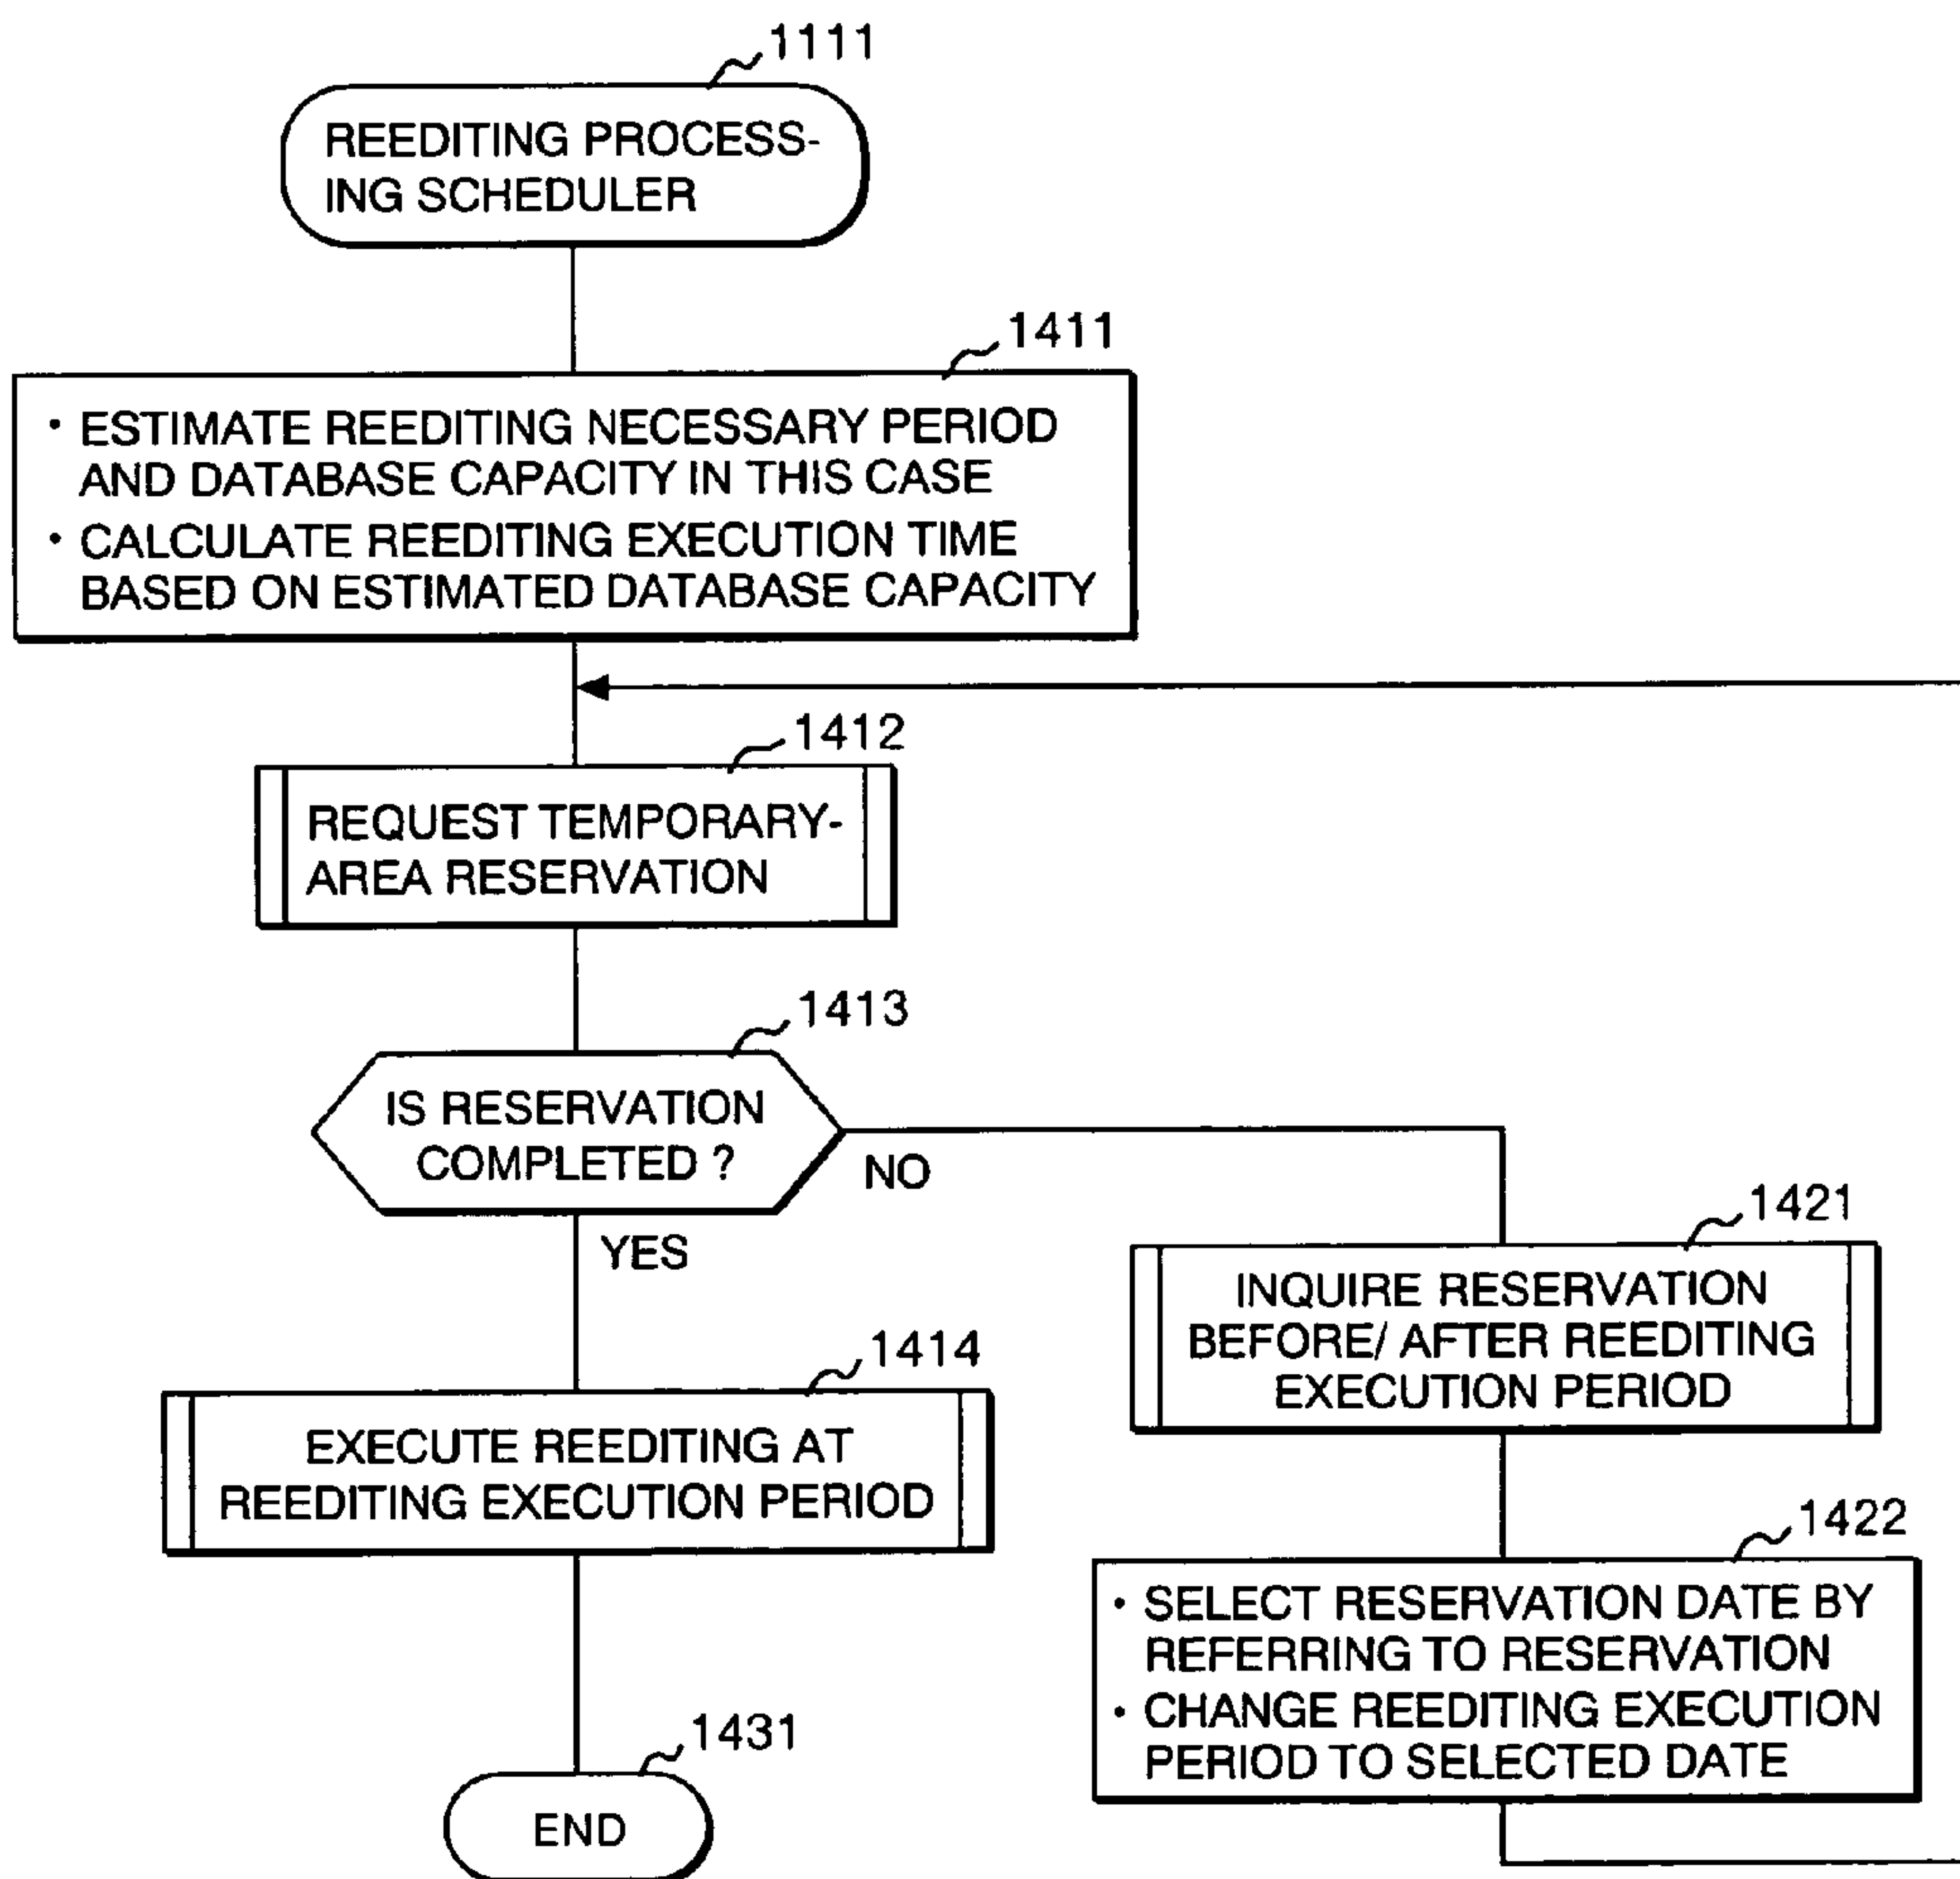 1111
REEDITING PROCESS-
ING SCHEDULER
1411
• ESTIMATE REEDITING NECESSARY PERIOD
AND DATABASE CAPACITY IN THIS CASE
• CALCULATE REEDITING EXECUTION TIME
BASED ON ESTIMATED DATABASE CAPACITY
1412
REQUEST TEMPORARY-
AREA RESERVATION
1413
IS RESERVATION
COMPLETED ?
NO
YES
1421
INQUIRE RESERVATION
BEFORE/ AFTER REEDITING
EXECUTION PERIOD
1414
EXECUTE REEDITING AT
REEDITING EXECUTION PERIOD
1422
• SELECT RESERVATION DATE BY
REFERRING TO RESERVATION
• CHANGE REEDITING EXECUTION
PERIOD TO SELECTED DATE
1431
END